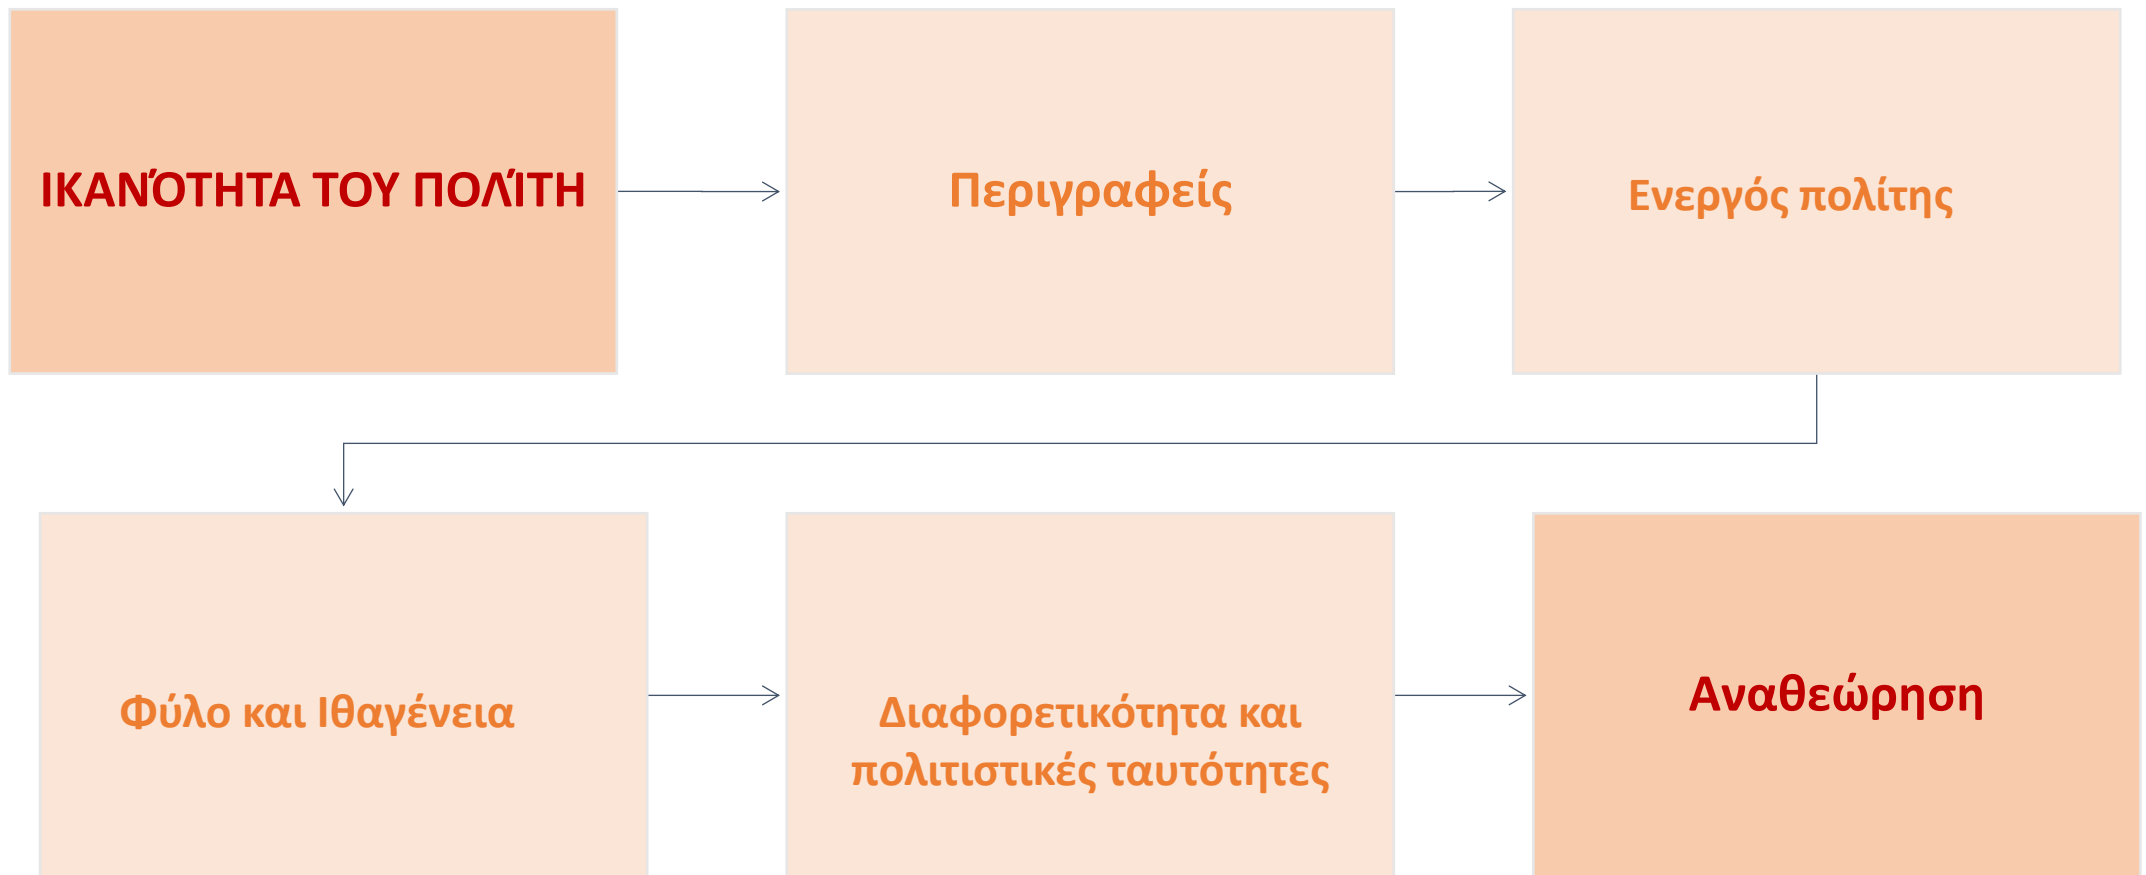 ΙΚΑΝΌΤΗΤΑ ΤΟΥ ΠΟΛΊΤΗ
Περιγραφείς
Ενεργός πολίτης
Φύλο και Ιθαγένεια
Διαφορετικότητα και
πολιτιστικές ταυτότητες
Αναθεώρηση